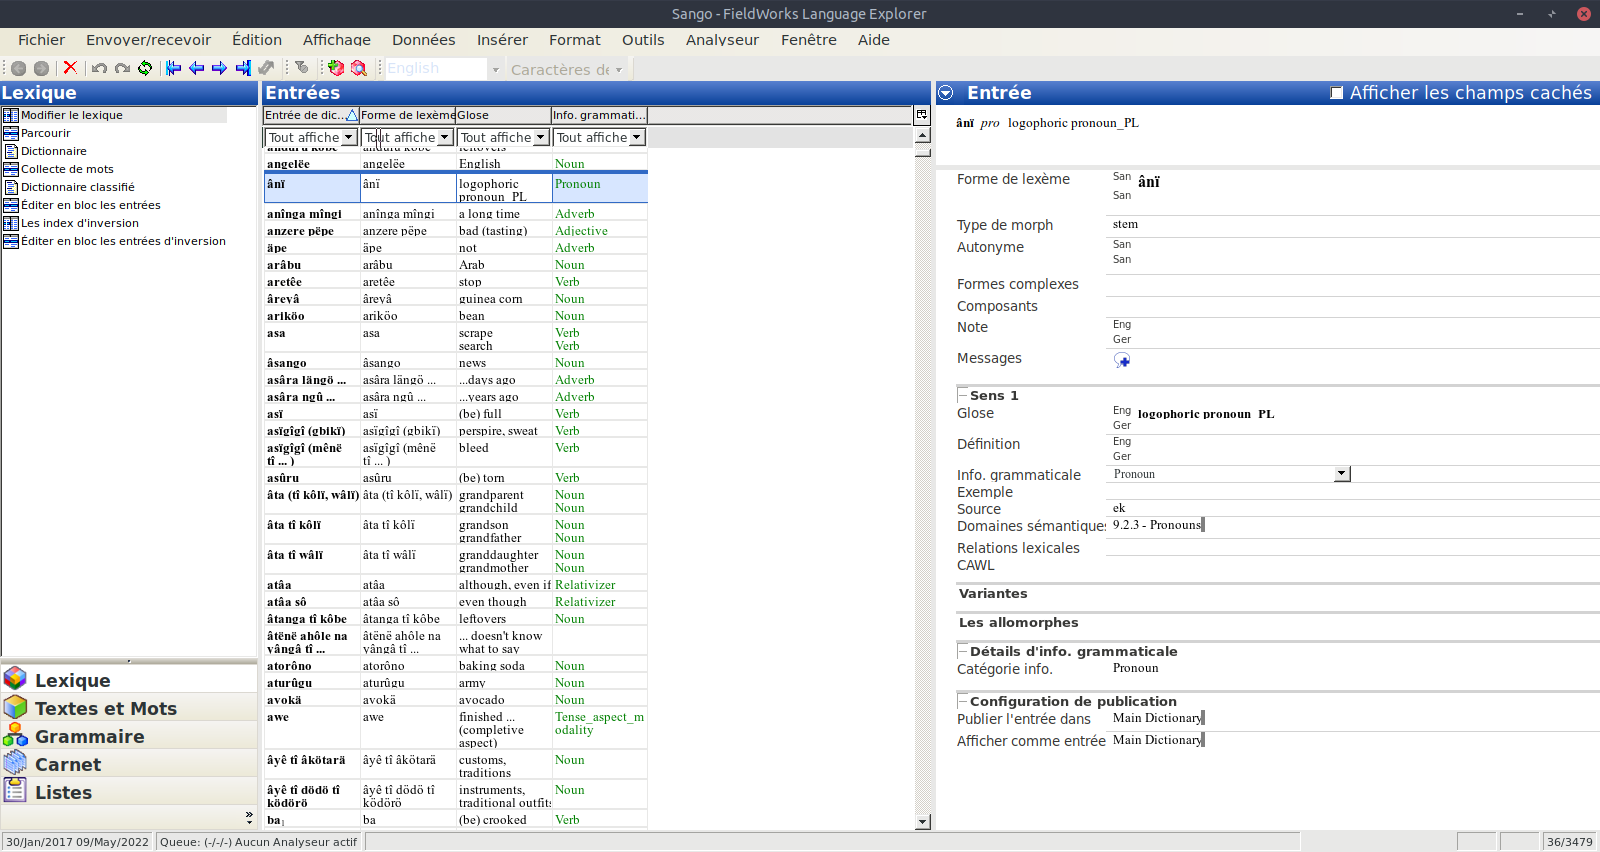 Sango - FieldWorks Language Explorer
Fichier Envoyer/recevoir Édition Affichage Données Insérer Format Outils Analyseur Fenêtre Aide
English Caractères de
Lexique
Modifier le lexique
Parcourir
Dictionnaire
Collecte de mots
Dictionnaire classifié
Éditer en bloc les entrées
Les index d'inversion
Éditer en bloc les entrées d'inversion
Lexique
Textes et Mots
Grammaire
Carnet
Listes
»
Entrées
Entrée de dic... Forme de lexème Glose Info. grammati...
Tout affiche Tout affiche Tout affiche Tout affiche
angelëe angelëe English Noun
ânï ânï logophoric Pronoun
pronoun_PL
anînga mîngi anînga mîngi a long time Adverb
anzere pëpe anzere pëpe bad (tasting) Adjective
äpe äpe not Adverb
arâbu arâbu Arab Noun
aretêe aretêe stop Verb
âreyâ âreyâ guinea corn Noun
ariköo ariköo bean Noun
asa asa scrape Verb
search Verb
âsango âsango news Noun
asâra längö ... asâra längö ... ...days ago Adverb
asâra ngû ... asâra ngû ... ...years ago Adverb
asï asï (be) full Verb
asïgîgî (gbikï) asïgîgî (gbikï) perspire, sweat Verb
asïgîgî (mênë asïgîgî (mênë bleed Verb
tî ... ) tî ... )
asûru asûru (be) torn Verb
âta (tî kôlï, wâlï) âta (tî kôlï, wâlï) grandparent Noun
grandchild Noun
âta tî kôlï âta tî kôlï grandson Noun
grandfather Noun
âta tî wâlï âta tî wâlï granddaughter Noun
grandmother Noun
atâa atâa although, even if Relativizer
atâa sô atâa sô even though Relativizer
âtanga tî kôbe âtanga tî kôbe leftovers Noun
âtënë ahôle na âtënë ahôle na ... doesn't know
yângâ tî ... yângâ tî ... what to say
atorôno atorôno baking soda Noun
aturûgu aturûgu army Noun
avokä avokä avocado Noun
awe awe finished ... Tense_aspect_m
(completive odality
aspect)
âyê tî âkötarä âyê tî âkötarä customs, Noun
traditions
âyê tî dödö tî âyê tî dödö tî instruments, Noun
ködörö ködörö traditional outfits
ba1 ba (be) crooked Verb
Entrée Afficher les champs cachés
ânï pro logophoric pronoun_PL
Forme de lexème San ânï
San
Type de morph stem
Autonyme San
San
Formes complexes
Composants
Note Eng
Ger
Messages
Sens 1
Glose Eng logophoric pronoun_PL
Ger
Définition Eng
Ger
Info. grammaticale Pronoun
Exemple
Source ek
Domaines sémantiques 9.2.3 - Pronouns
Relations lexicales
CAWL
Variantes
Les allomorphes
Détails d'info. grammaticale
Catégorie info. Pronoun
Configuration de publication
Publier l'entrée dans Main Dictionary
Afficher comme entrée Main Dictionary
30/Jan/2017 09/May/2022 Queue: (-/-/-) Aucun Analyseur actif 36/3479